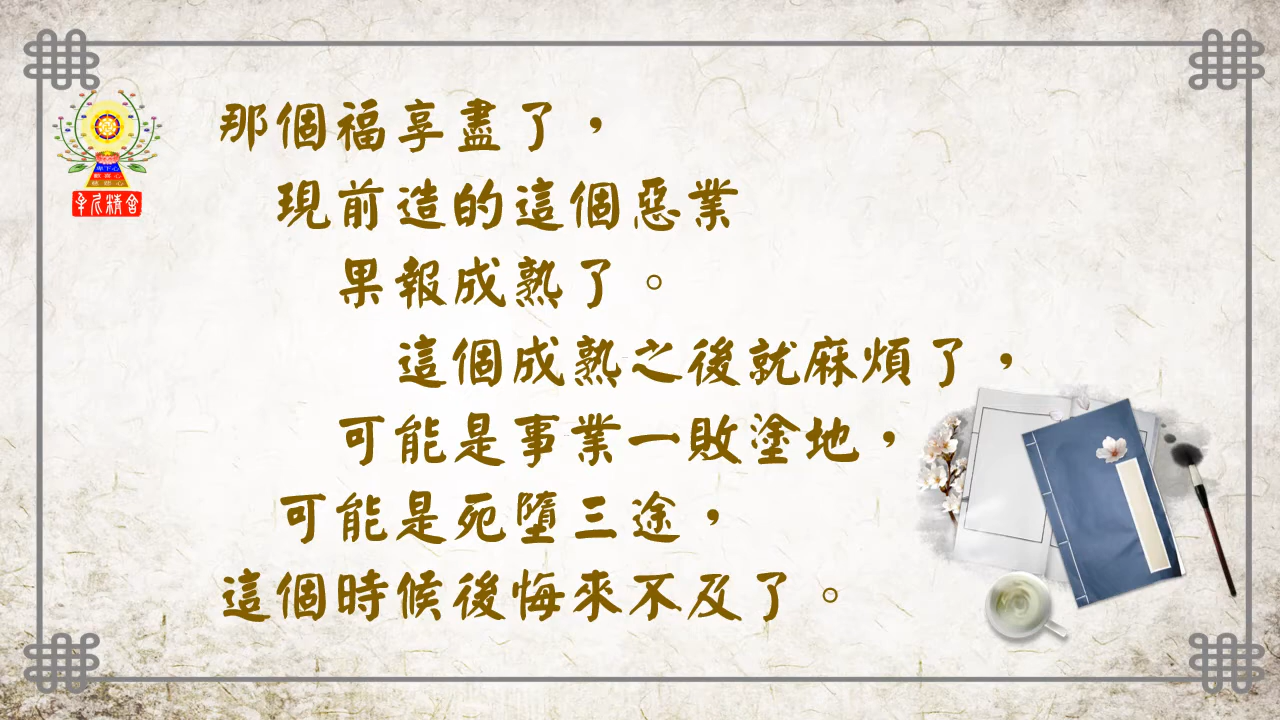 那個福享盡了，
現前造的這個惡業
果報成熟了。
這個成熟之後就麻煩了，
可能是事業一敗塗地，
可能是死墮三途，
這個時候後悔來不及了。